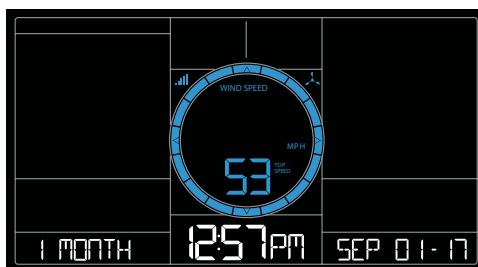 WIND SPEED
MPH
53 TOP SPEED
1 MONTH
12:57PM
SEP 01-17